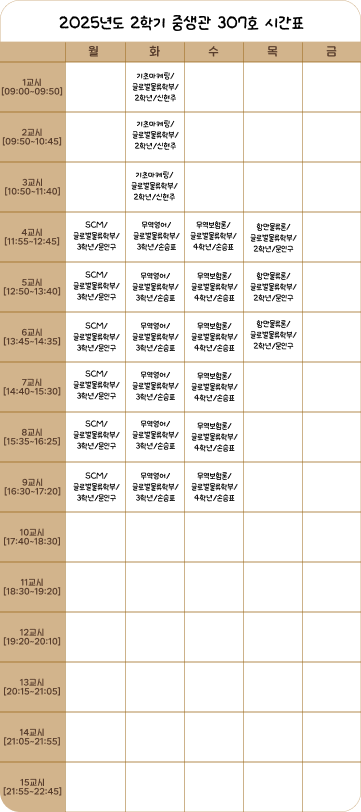 2025년도 2학기 중생관 307호 시간표
월 화 수 목 금
1교시
[09:00~09:50]
기초마케팅/
글로벌물류학부/
2학년/신현주
2교시
[09:50~10:45]
기초마케팅/
글로벌물류학부/
2학년/신현주
3교시
[10:50~11:40]
기초마케팅/
글로벌물류학부/
2학년/신현주
4교시
[11:55~12:45]
SCM/
글로벌물류학부/
3학년/문인구
무역영어/
글로벌물류학부/
3학년/손승표
무역보험론/
글로벌물류학부/
4학년/손승표
항만물류론/
글로벌물류학부/
2학년/문인구
5교시
[12:50~13:40]
SCM/
글로벌물류학부/
3학년/문인구
무역영어/
글로벌물류학부/
3학년/손승표
무역보험론/
글로벌물류학부/
4학년/손승표
항만물류론/
글로벌물류학부/
2학년/문인구
6교시
[13:45~14:35]
SCM/
글로벌물류학부/
3학년/문인구
무역영어/
글로벌물류학부/
3학년/손승표
무역보험론/
글로벌물류학부/
4학년/손승표
항만물류론/
글로벌물류학부/
2학년/문인구
7교시
[14:40~15:30]
SCM/
글로벌물류학부/
3학년/문인구
무역영어/
글로벌물류학부/
3학년/손승표
무역보험론/
글로벌물류학부/
4학년/손승표
8교시
[15:35~16:25]
SCM/
글로벌물류학부/
3학년/문인구
무역영어/
글로벌물류학부/
3학년/손승표
무역보험론/
글로벌물류학부/
4학년/손승표
9교시
[16:30~17:20]
SCM/
글로벌물류학부/
3학년/문인구
무역영어/
글로벌물류학부/
3학년/손승표
무역보험론/
글로벌물류학부/
4학년/손승표
10교시
[17:40~18:30]
11교시
[18:30~19:20]
12교시
[19:20~20:10]
13교시
[20:15~21:05]
14교시
[21:05~21:55]
15교시
[21:55~22:45]